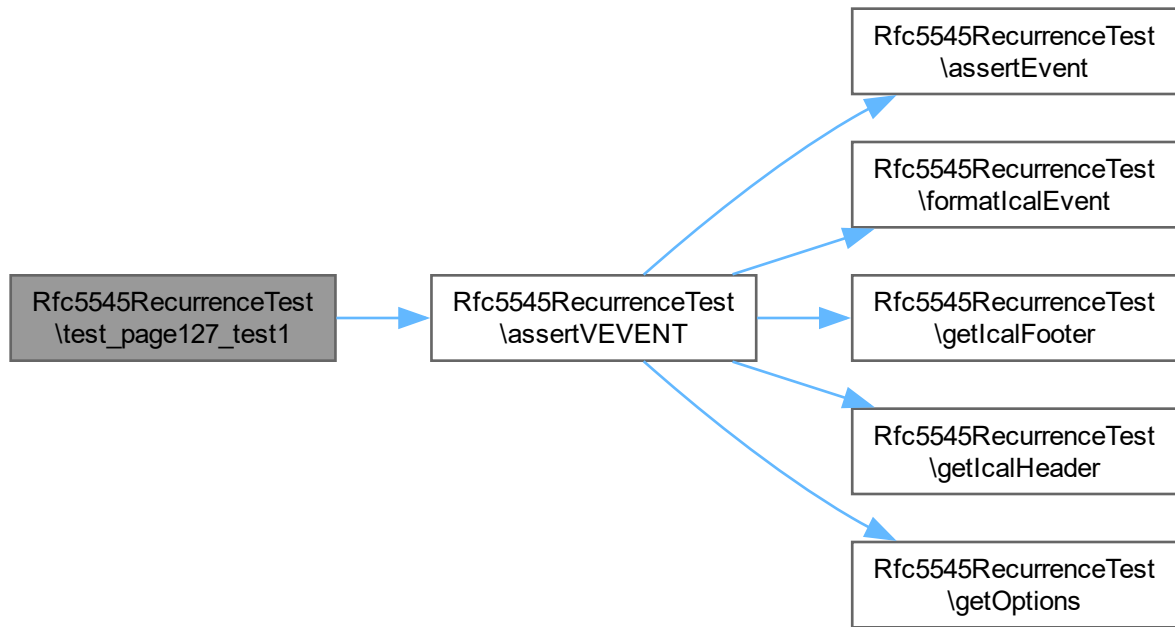 Rfc5545RecurrenceTest
\test_page127_test1
Rfc5545RecurrenceTest
\assertVEVENT
Rfc5545RecurrenceTest
\assertEvent
Rfc5545RecurrenceTest
\formatIcalEvent
Rfc5545RecurrenceTest
\getIcalFooter
Rfc5545RecurrenceTest
\getIcalHeader
Rfc5545RecurrenceTest
\getOptions